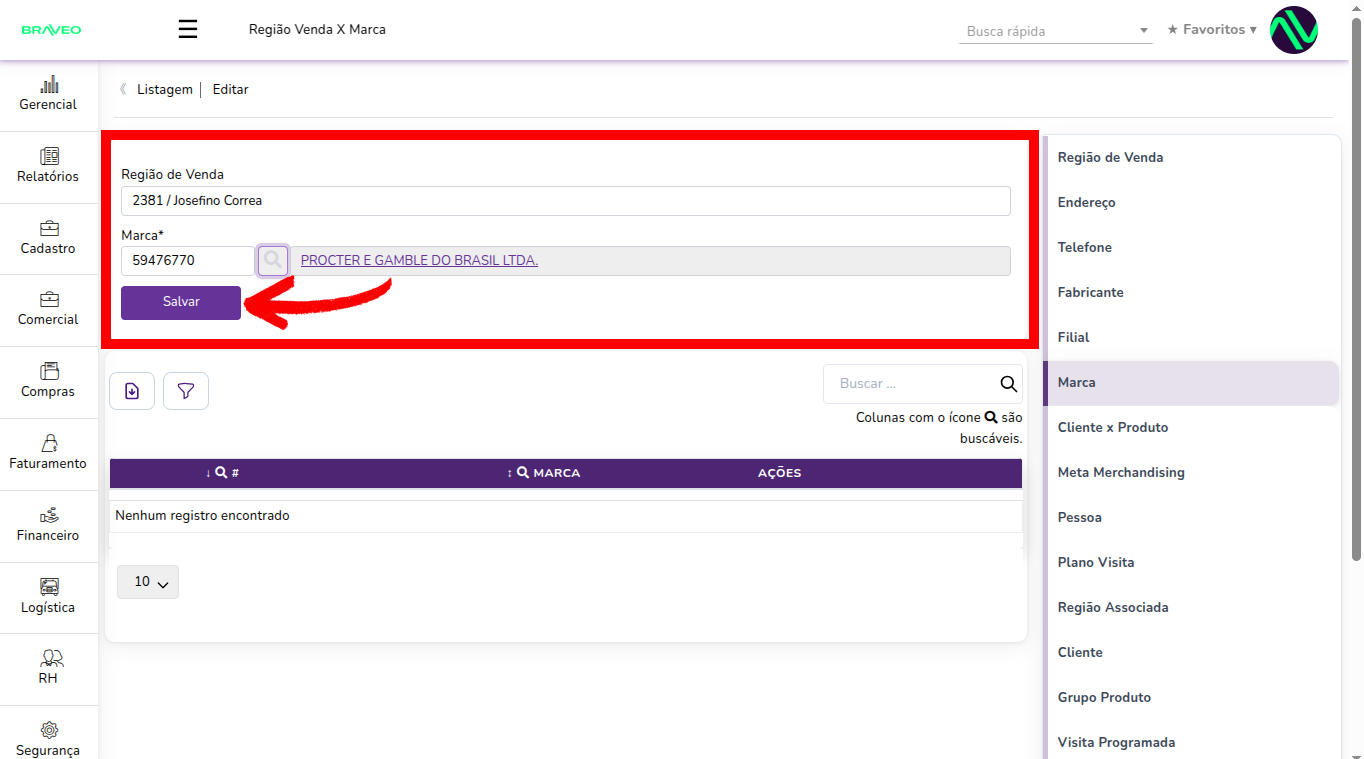 BRAVEO
Região Venda X Marca
Busca rápida
★ Favoritos ▾
Gerencial
Relatórios
Cadastro
Comercial
Compras
Faturamento
Financeiro
Logística
RH
Segurança
《 Listagem | Editar
Região de Venda
2381 / Josefino Correa
Marca*
59476770
PROCTER E GAMBLE DO BRASIL LTDA.
Salvar
Buscar ...
Colunas com o ícone são
buscáveis.
↓ # ↕ MARCA AÇÕES
Nenhum registro encontrado
10
Região de Venda
Endereço
Telefone
Fabricante
Filial
Marca
Cliente x Produto
Meta Merchandising
Pessoa
Plano Visita
Região Associada
Cliente
Grupo Produto
Visita Programada